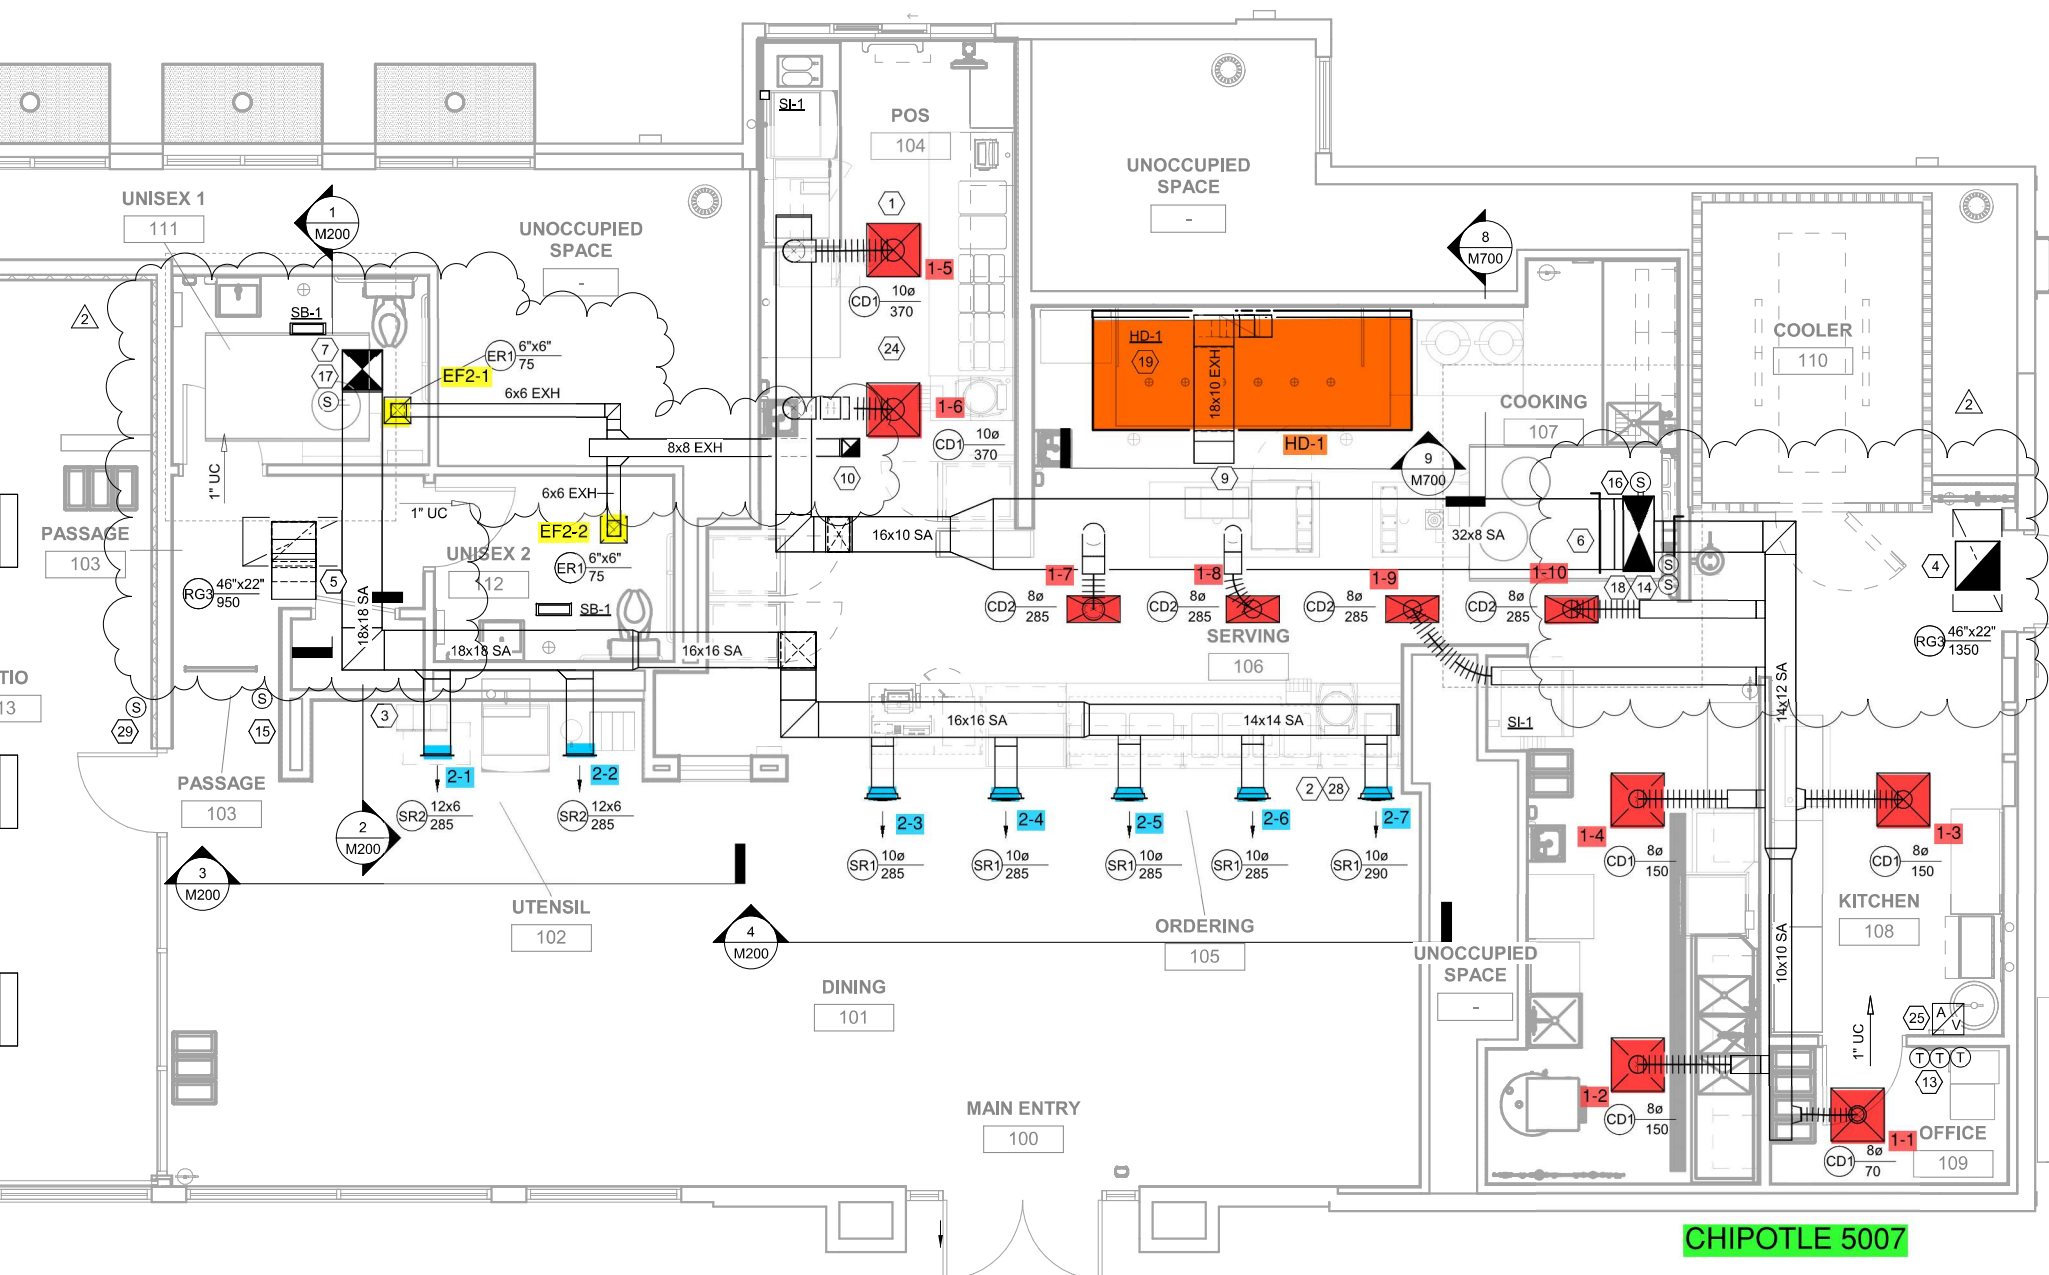 SI-1
POS
104
UNOCCUPIED
SPACE
-
UNISEX 1
111
1
M200
UNOCCUPIED
SPACE
-
1
8
M700
1-5
CD1
10ø
370
SB-1
2
7
17
S
ER1
6"x6"
75
EF2-1
6x6 EXH
24
1-6
CD1
10ø
370
HD-1
19
18x10 EXH
HD-1
COOKING
107
COOLER
110
2
8x8 EXH
10
9
9
M700
16
S
1" UC
1" UC
6x6 EXH
EF2-2
PASSAGE
103
UNISEX 2
112
ER1
6"x6"
75
16x10 SA
32x8 SA
6
4
S
S
RG3
46"x22"
950
5
18x18 SA
SB-1
1-7
CD2
8ø
285
1-8
CD2
8ø
285
1-9
CD2
8ø
285
1-10
CD2
8ø
285
18
14
SERVING
106
RG3
46"x22"
1350
18x18 SA
16x16 SA
TIO
13
S
29
S
15
3
16x16 SA
14x14 SA
SI-1
14x12 SA
PASSAGE
103
2-1
SR2
12x6
285
2-2
SR2
12x6
285
2
28
2-3
SR1
10ø
285
2-4
SR1
10ø
285
2-5
SR1
10ø
285
2-6
SR1
10ø
285
2-7
SR1
10ø
290
1-4
CD1
8ø
150
1-3
CD1
8ø
150
2
M200
3
M200
UTENSIL
102
4
M200
ORDERING
105
UNOCCUPIED
SPACE
-
KITCHEN
108
10x10 SA
DINING
101
25
A
V
1" UC
T
T
T
13
1-2
CD1
8ø
150
MAIN ENTRY
100
1-1
CD1
8ø
70
OFFICE
109
CHIPOTLE 5007